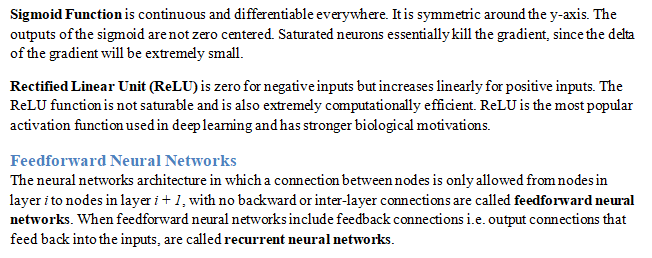 Sigmoid Function is continuous and differentiable everywhere. It is symmetric around the y-axis. The
outputs of the sigmoid are not zero centered. Saturated neurons essentially kill the gradient, since the delta
of the gradient will be extremely small.
Rectified Linear Unit (ReLU) is zero for negative inputs but increases linearly for positive inputs. The
ReLU function is not saturable and is also extremely computationally efficient. ReLU is the most popular
activation function used in deep learning and has stronger biological motivations.
Feedforward Neural Networks
The neural networks architecture in which a connection between nodes is only allowed from nodes in
layer i to nodes in layer i + 1, with no backward or inter-layer connections are called feedforward neural
networks. When feedforward neural networks include feedback connections i.e. output connections that
feed back into the inputs, are called recurrent neural networks.